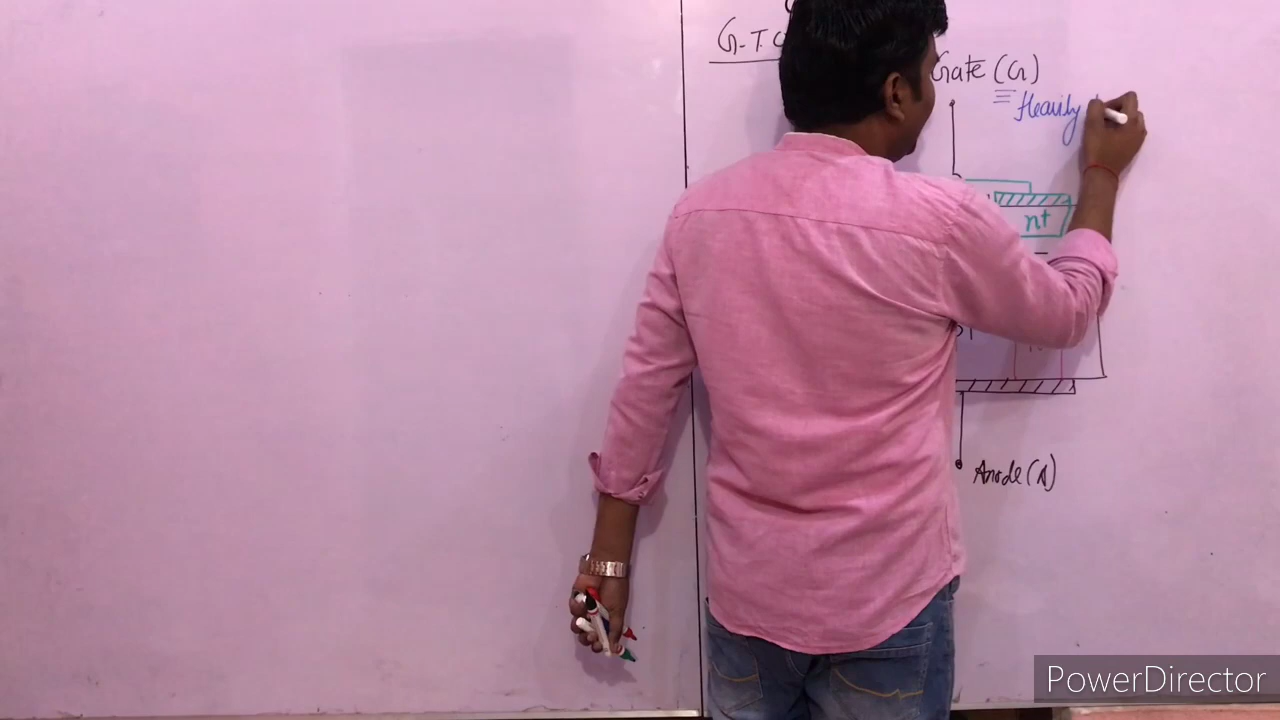 G.T.
Gate (G)
Heavily
n+
Anode (A)
PowerDirector